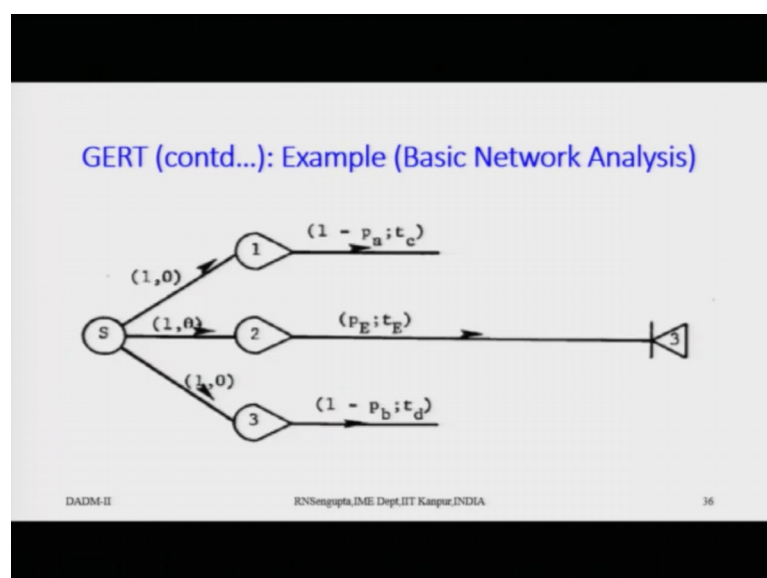 GERT (contd...): Example (Basic Network Analysis)
(1 - pa;tc)
1
(1,0)
S
(1,0)
2
(pE;tE)
3
(1,0)
3
(1 - pb;td)
DADM-II
RNSengupta,IME Dept,IIT Kanpur,INDIA
36